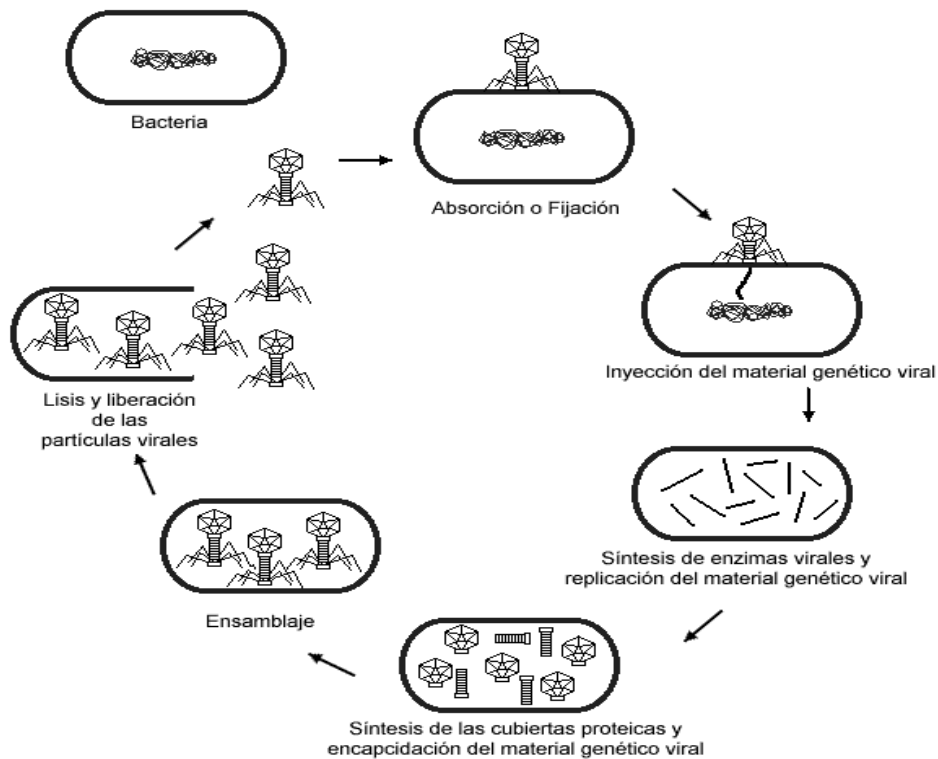 Bacteria
Absorción o Fijación
Inyección del material genético viral
Síntesis de enzimas virales y
replicación del material genético viral
Síntesis de las cubiertas proteicas y
encapcidación del material genético viral
Ensamblaje
Lisis y liberación
de las
partículas virales